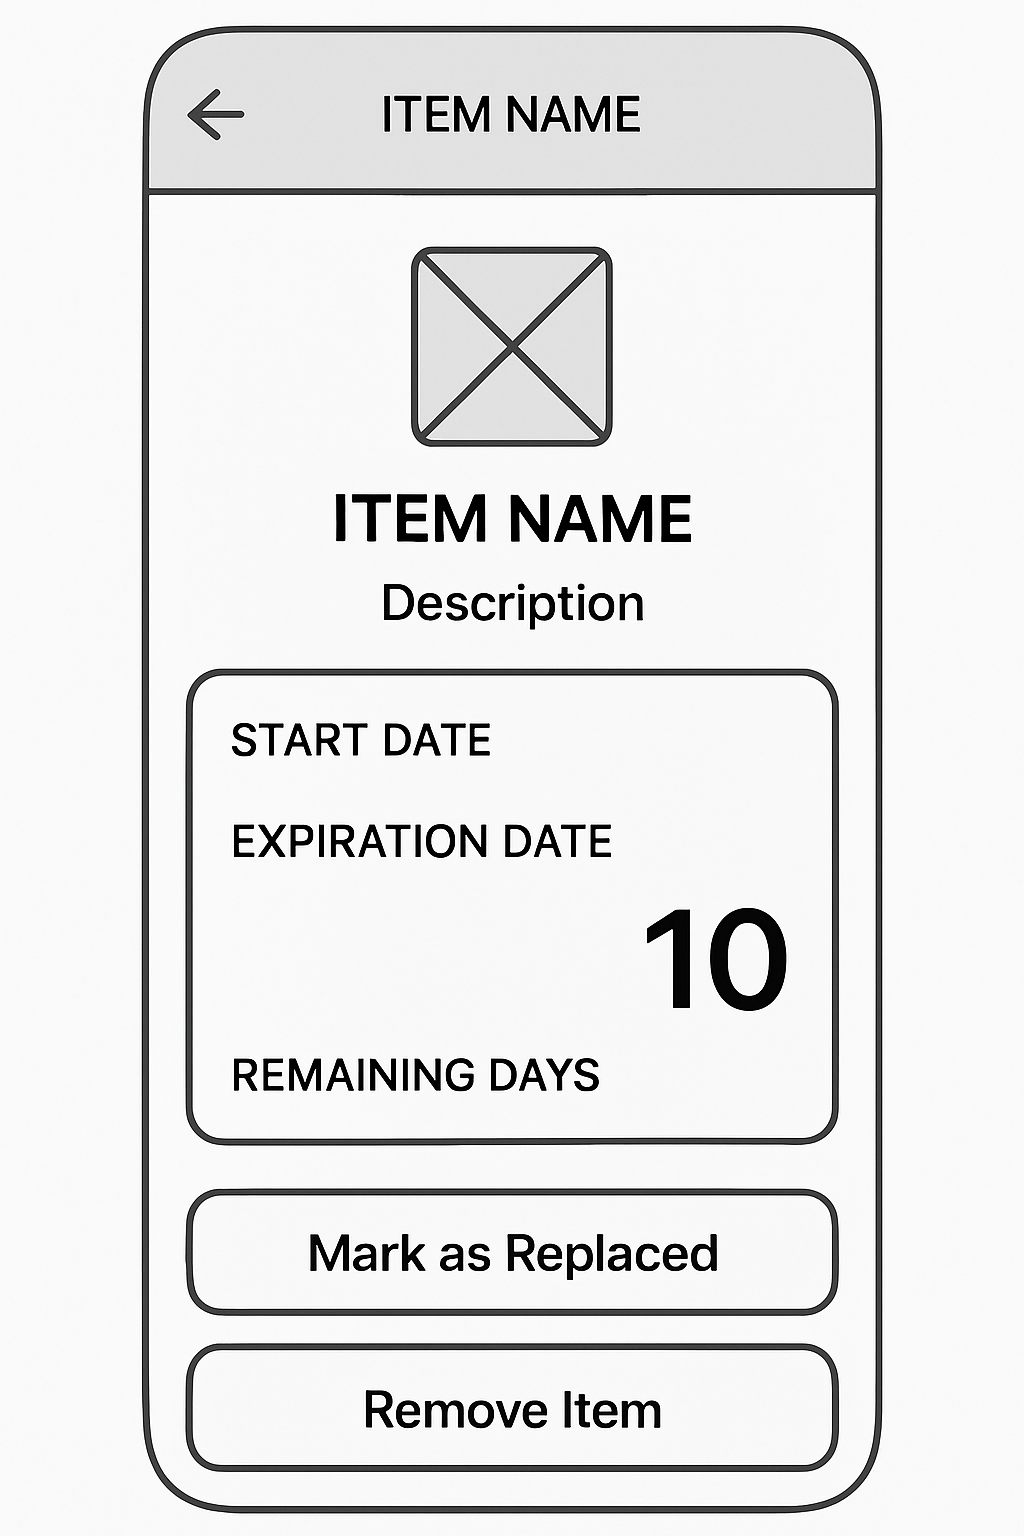 ITEM NAME
ITEM NAME
Description
START DATE
EXPIRATION DATE
10
REMAINING DAYS
Mark as Replaced
Remove Item